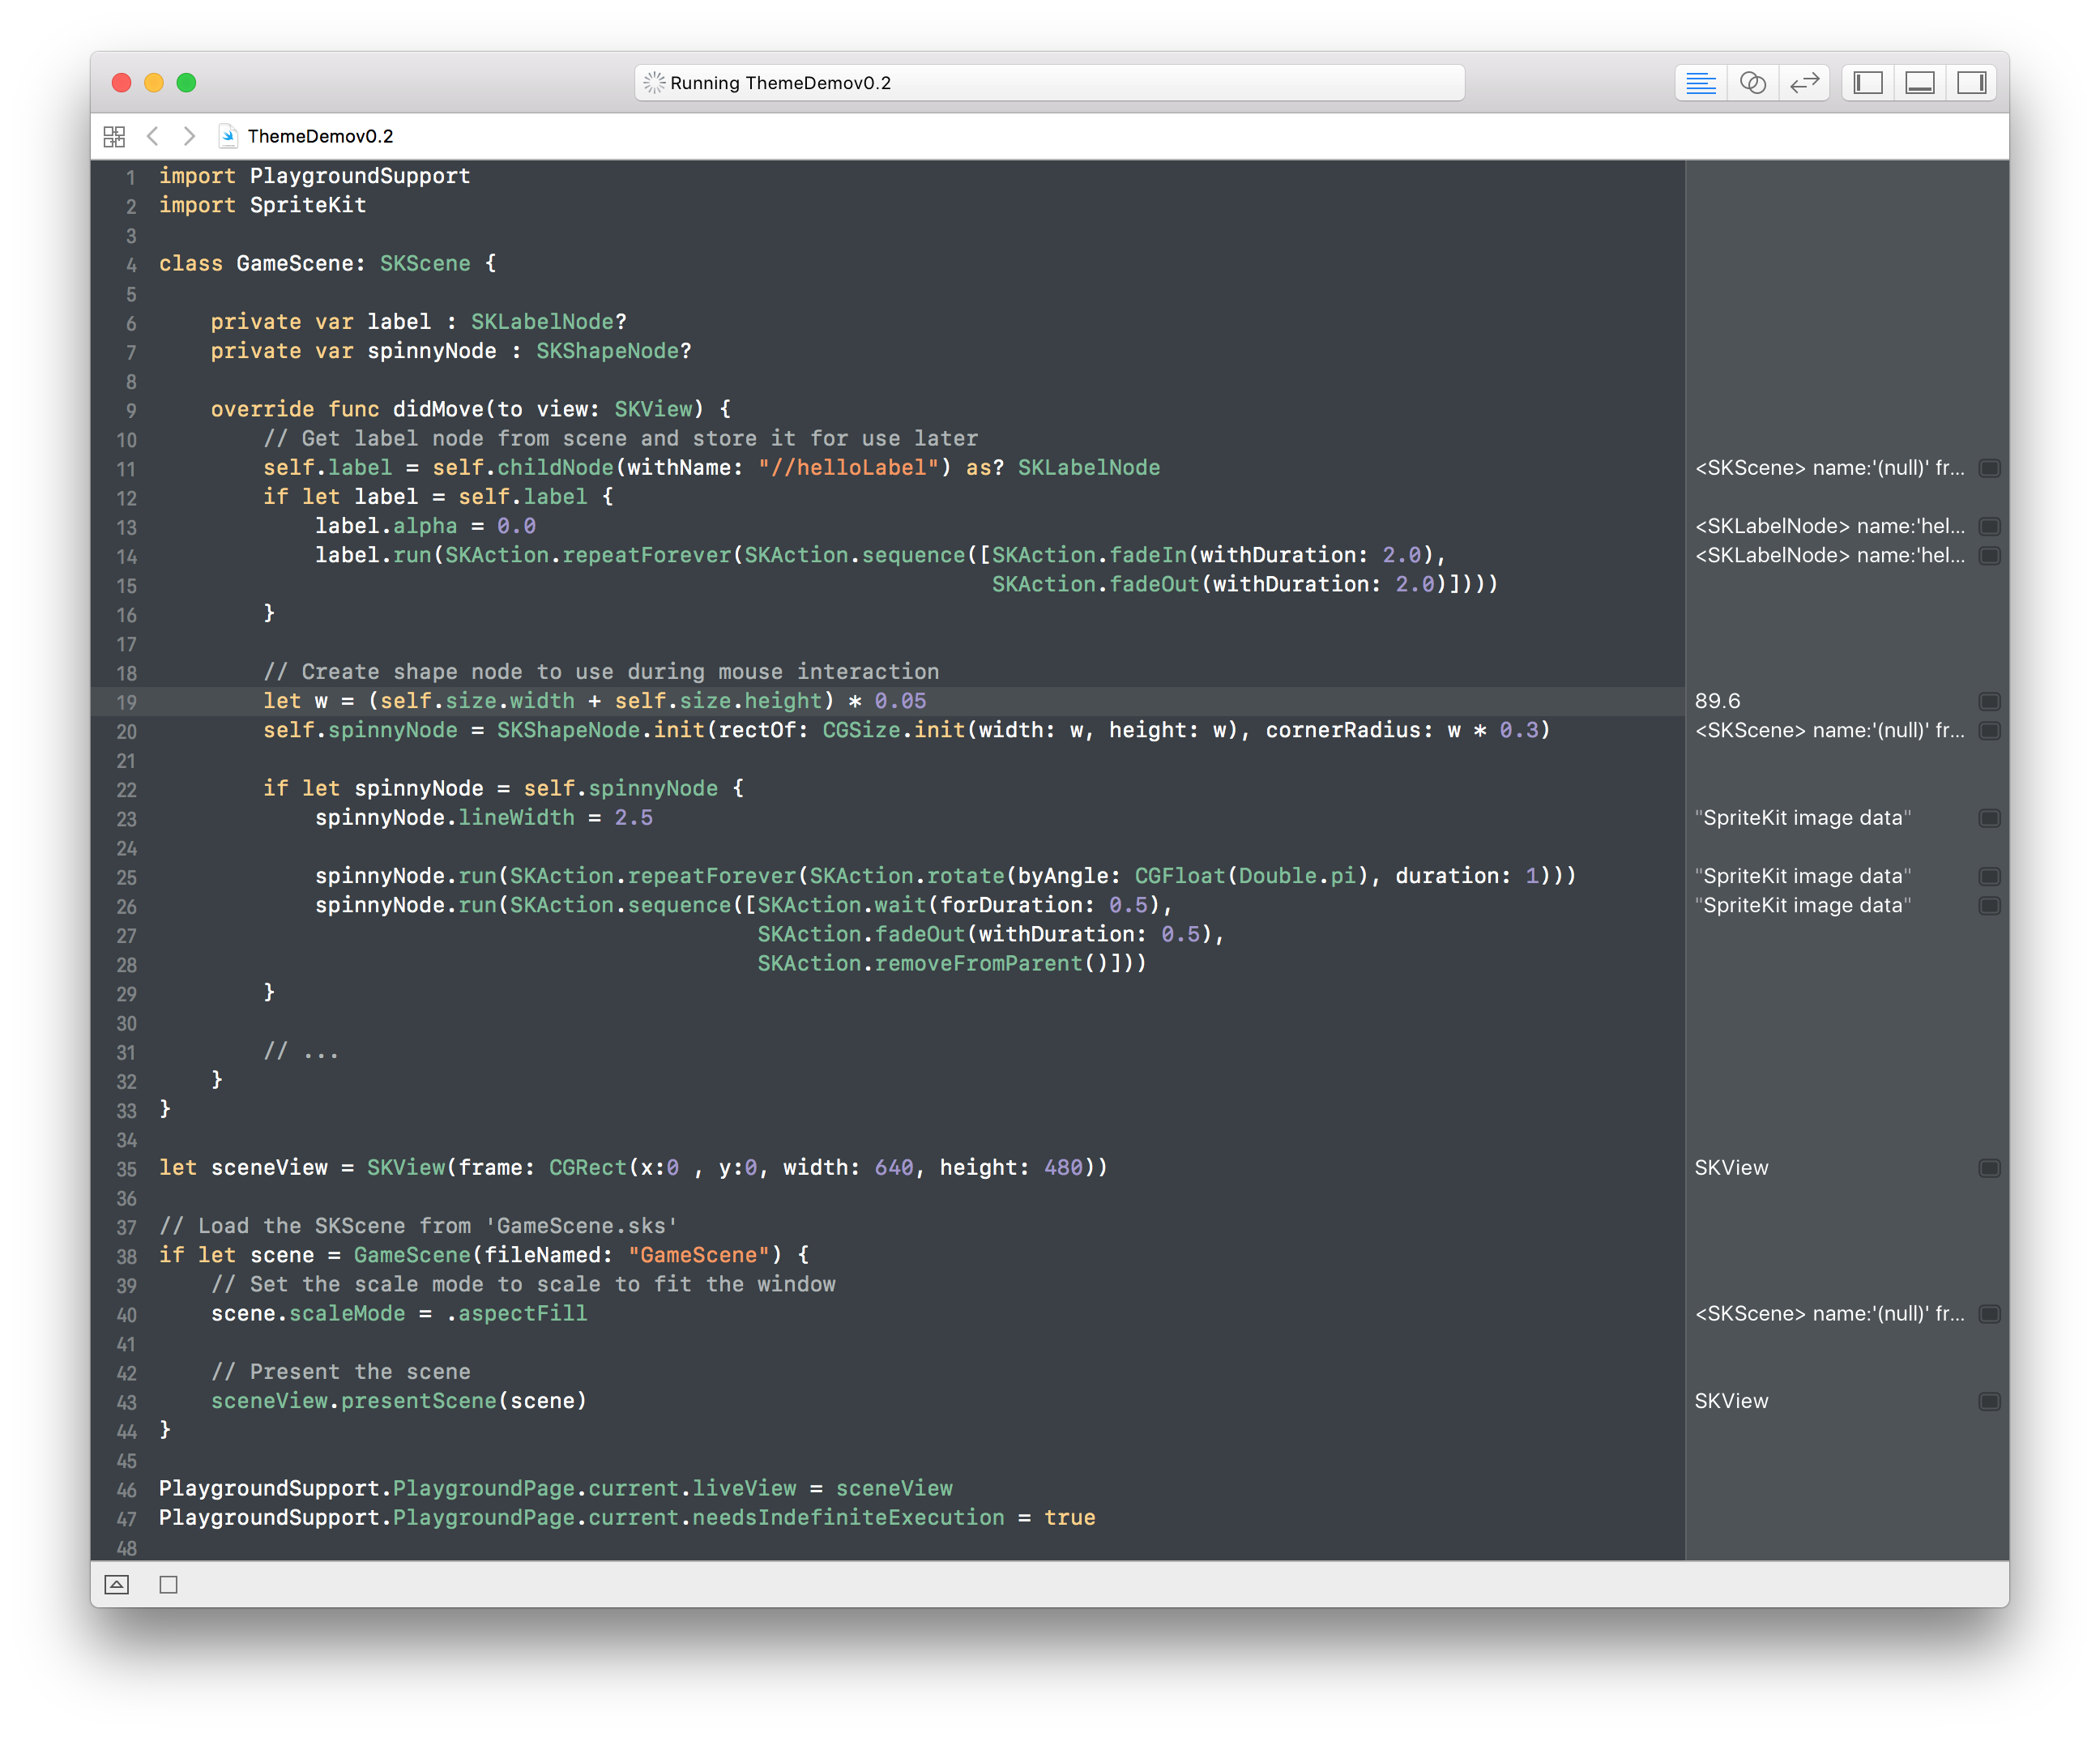 Running ThemeDemov0.2
ThemeDemov0.2
1 import PlaygroundSupport
2 import SpriteKit
3
4 class GameScene: SKScene {
5
6 private var label : SKLabelNode?
7 private var spinnyNode : SKShapeNode?
8
9 override func didMove(to view: SKView) {
10 // Get label node from scene and store it for use later
11 self.label = self.childNode(withName: "//helloLabel") as? SKLabelNode <SKScene> name:'(null)' fr...
12 if let label = self.label {
13 label.alpha = 0.0 <SKLabelNode> name:'hel...
14 label.run(SKAction.repeatForever(SKAction.sequence([SKAction.fadeIn(withDuration: 2.0), <SKLabelNode> name:'hel...
15 SKAction.fadeOut(withDuration: 2.0)])))
16 }
17
18 // Create shape node to use during mouse interaction
19 let w = (self.size.width + self.size.height) * 0.05 89.6
20 self.spinnyNode = SKShapeNode.init(rectOf: CGSize.init(width: w, height: w), cornerRadius: w * 0.3) <SKScene> name:'(null)' fr...
21
22 if let spinnyNode = self.spinnyNode {
23 spinnyNode.lineWidth = 2.5 "SpriteKit image data"
24
25 spinnyNode.run(SKAction.repeatForever(SKAction.rotate(byAngle: CGFloat(Double.pi), duration: 1))) "SpriteKit image data"
26 spinnyNode.run(SKAction.sequence([SKAction.wait(forDuration: 0.5), "SpriteKit image data"
27 SKAction.fadeOut(withDuration: 0.5),
28 SKAction.removeFromParent()]))
29 }
30
31 // ...
32 }
33 }
34
35 let sceneView = SKView(frame: CGRect(x:0 , y:0, width: 640, height: 480)) SKView
36
37 // Load the SKScene from 'GameScene.sks'
38 if let scene = GameScene(fileNamed: "GameScene") {
39 // Set the scale mode to scale to fit the window
40 scene.scaleMode = .aspectFill <SKScene> name:'(null)' fr...
41
42 // Present the scene
43 sceneView.presentScene(scene) SKView
44 }
45
46 PlaygroundSupport.PlaygroundPage.current.liveView = sceneView
47 PlaygroundSupport.PlaygroundPage.current.needsIndefiniteExecution = true
48